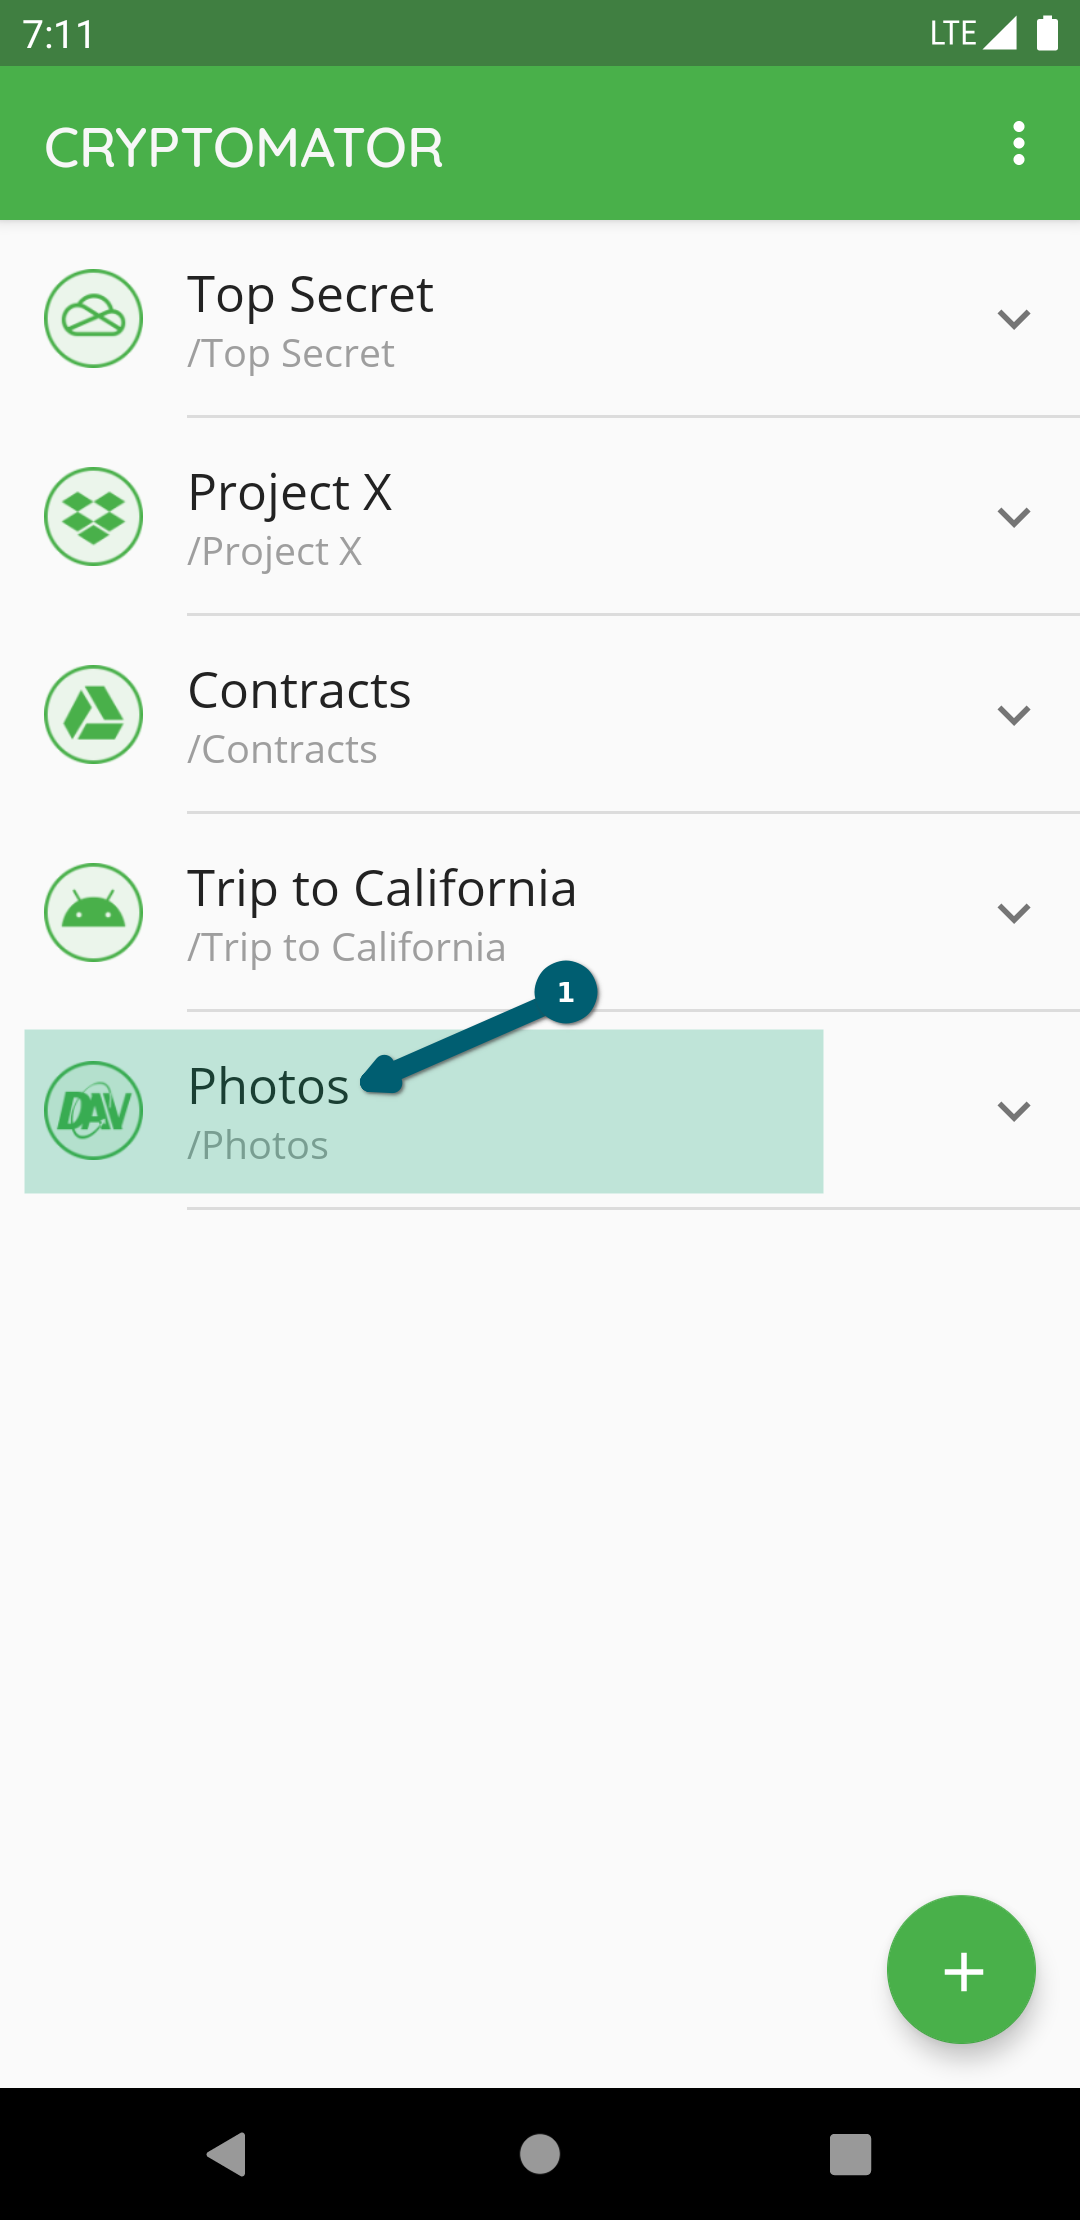 7:11
LTE
CRYPTOMATOR
Top Secret
/Top Secret
Project X
/Project X
Contracts
/Contracts
Trip to California
/Trip to California
1
DAV
Photos
/Photos